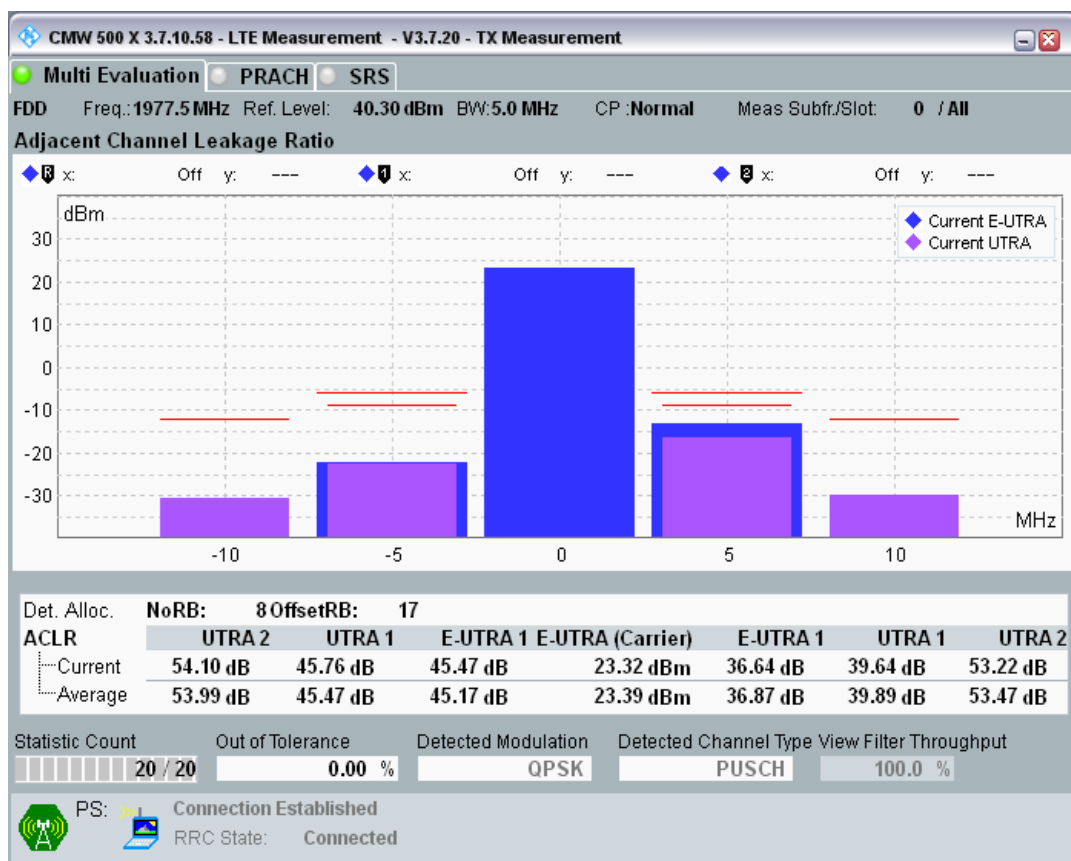 CMW 500 X 3.7.10.58 - LTE Measurement - V3.7.20 - TX Measurement
Multi Evaluation PRACH SRS
FDD Freq.: 1977.5 MHz Ref. Level: 40.30 dBm BW: 5.0 MHz CP : Normal Meas Subfr./Slot: 0 / All
Adjacent Channel Leakage Ratio
R x: Off y: --- 1 x: Off y: --- 2 x: Off y: ---
dBm
Current E-UTRA
Current UTRA
30
20
10
0
-10
-20
-30
MHz
-10 -5 0 5 10
Det. Alloc. NoRB: 8 OffsetRB: 17
ACLR UTRA 2 UTRA 1 E-UTRA 1 E-UTRA (Carrier) E-UTRA 1 UTRA 1 UTRA 2
Current 54.10 dB 45.76 dB 45.47 dB 23.32 dBm 36.64 dB 39.64 dB 53.22 dB
Average 53.99 dB 45.47 dB 45.17 dB 23.39 dBm 36.87 dB 39.89 dB 53.47 dB
Statistic Count Out of Tolerance Detected Modulation Detected Channel Type View Filter Throughput
20 / 20 0.00 % QPSK PUSCH 100.0 %
PS: Connection Established
RRC State: Connected